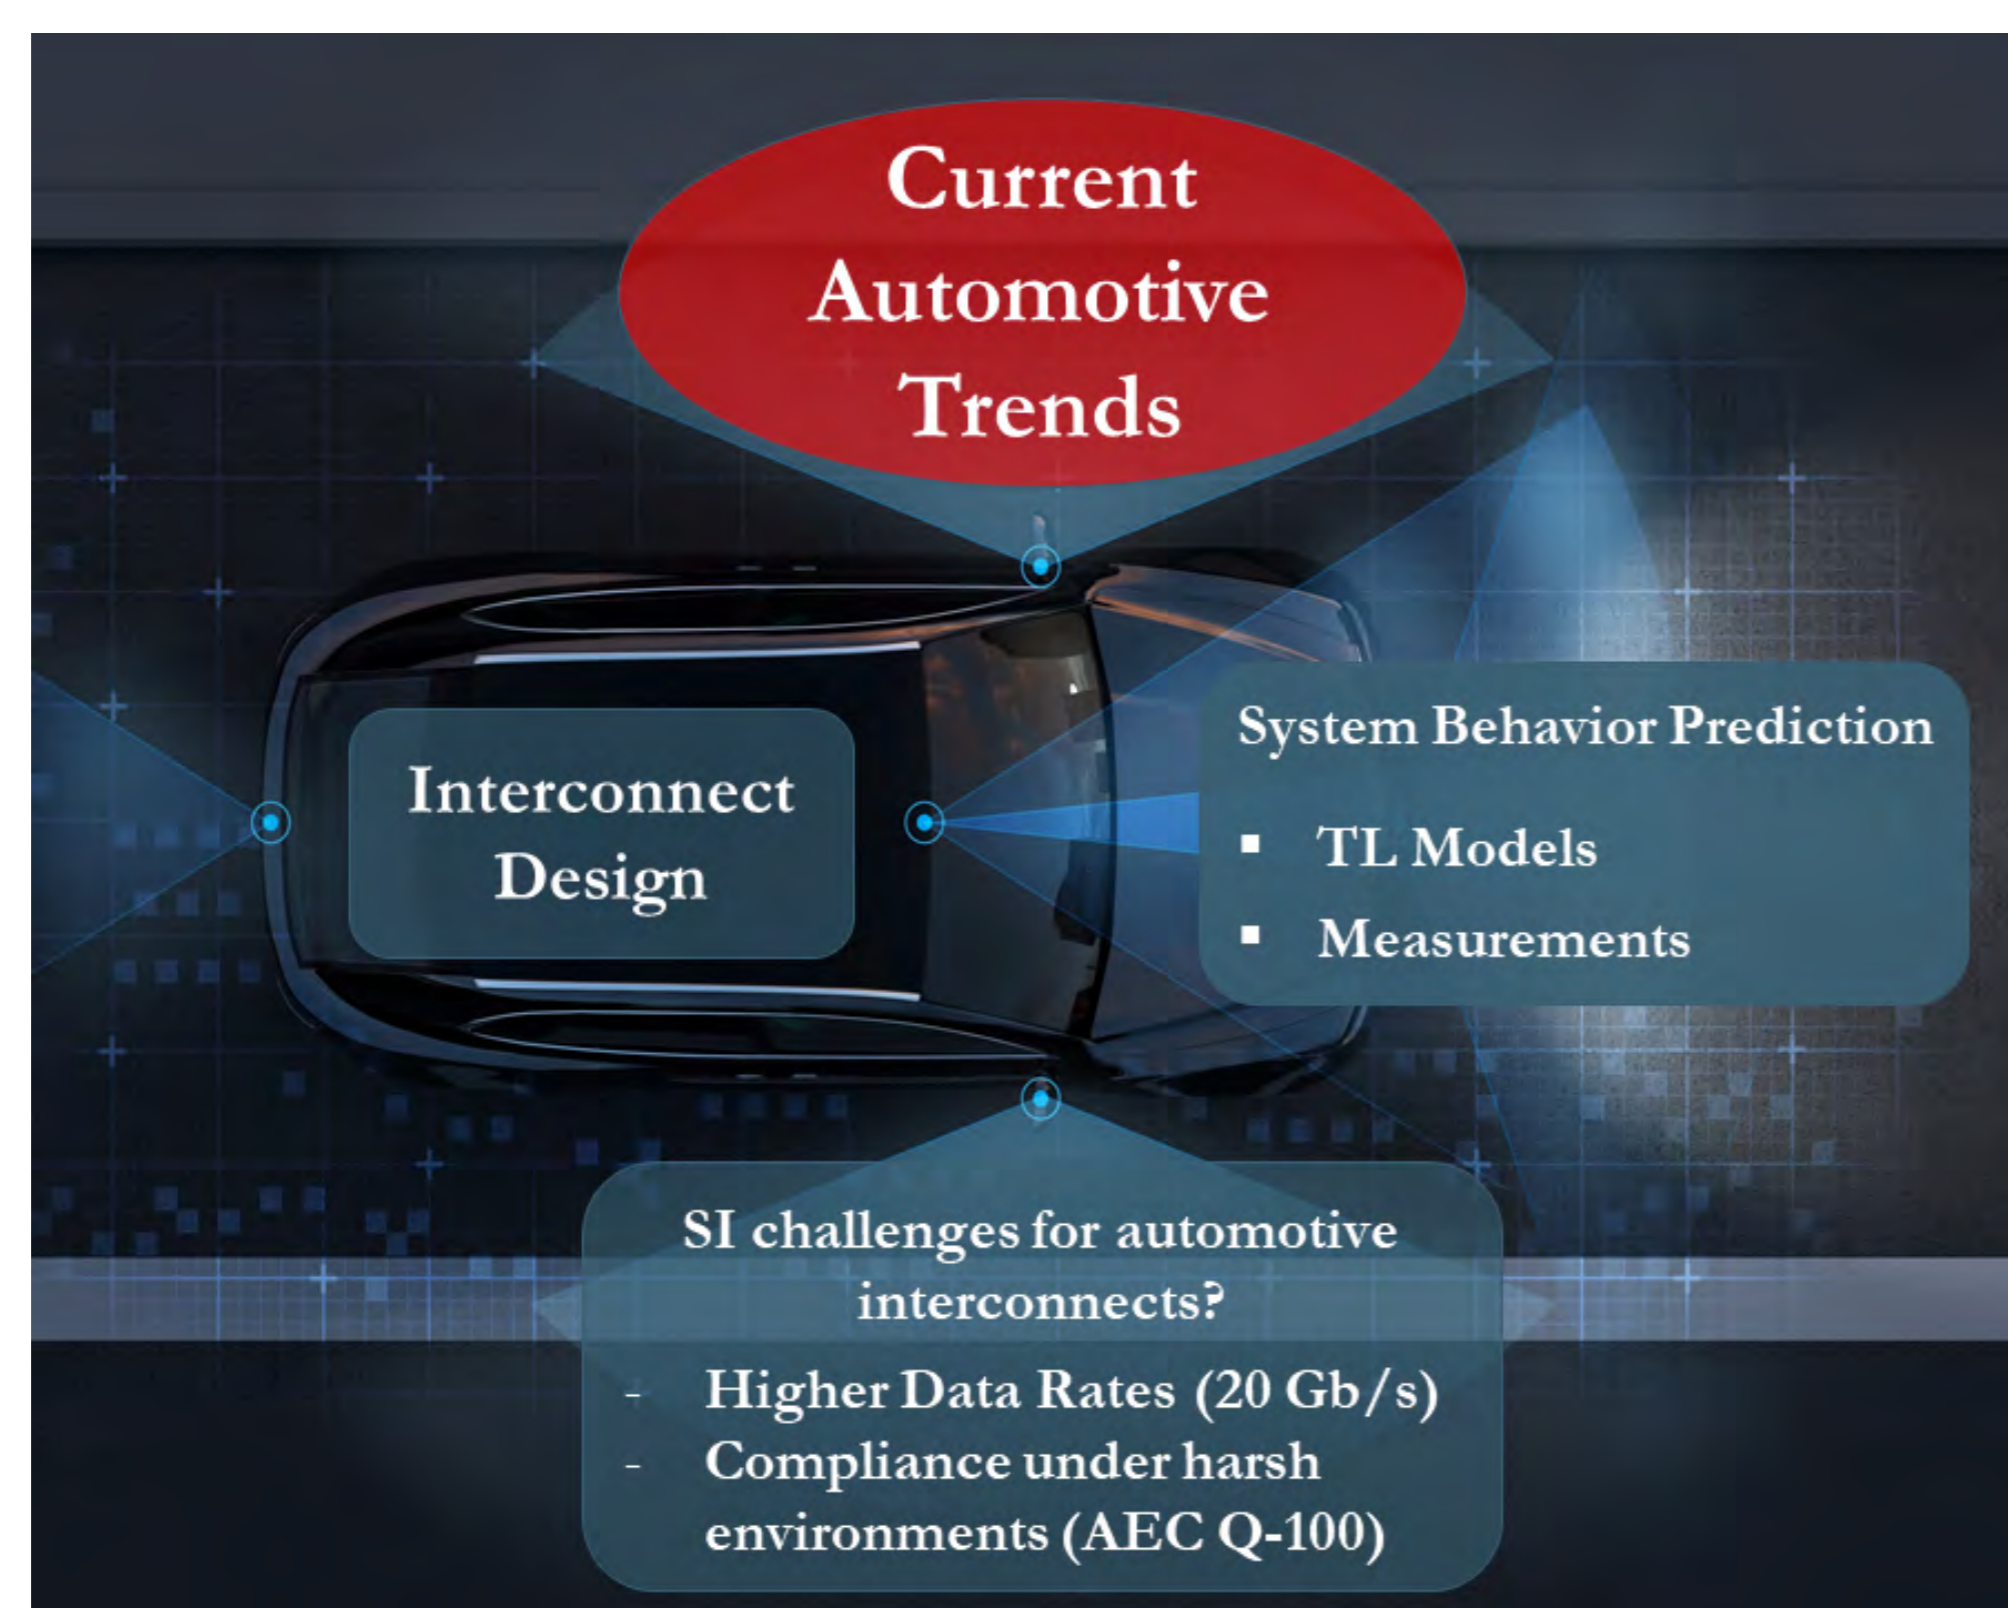 Current
Automotive
Trends
Interconnect
Design
System Behavior Prediction
▪ TL Models
▪ Measurements
SI challenges for automotive
interconnects?
- Higher Data Rates (20 Gb/s)
- Compliance under harsh
environments (AEC Q-100)